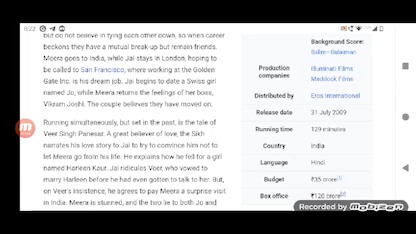 8:22
but do not believe in tying each other down, so when career
beckons they have a mutual break-up but remain friends.
Meera goes to India, while Jai stays in London, hoping to
be called to San Francisco, where working at the Golden
Gate Inc. is his dream job. Jai begins to date a Swiss girl
named Jo, while Meera returns the feelings of her boss,
Vikram Joshi. The couple believes they have moved on.
Running simultaneously, but set in the past, is the tale of
Veer Singh Panesar. A great believer of love, the Sikh
narrates his love story to Jai to try to convince him not to
let Meera go from his life. He explains how he fell for a girl
named Harleen Kaur. Jai ridicules Veer, who vowed to
marry Harleen before he had even gotten to talk to her. But,
on Veer's insistence, he agrees to pay Meera a surprise visit
in India. Meera is stunned, and the two lie to both Jo and
Background Score:
Salim–Sulaiman
Production companies
Illuminati Films
Maddock Films
Distributed by
Eros International
Release date
31 July 2009
Running time
129 minutes
Country
India
Language
Hindi
Budget
₹35 crore
Box office
₹120 crore
Recorded by Mobizen